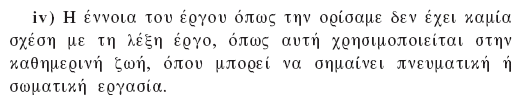 iv) Η έννοια του έργου όπως την ορίσαμε δεν έχει καμία
σχέση με τη λέξη έργο, όπως αυτή χρησιμοποιείται στην
καθημερινή ζωή, όπου μπορεί να σημαίνει πνευματική ή
σωματική εργασία.